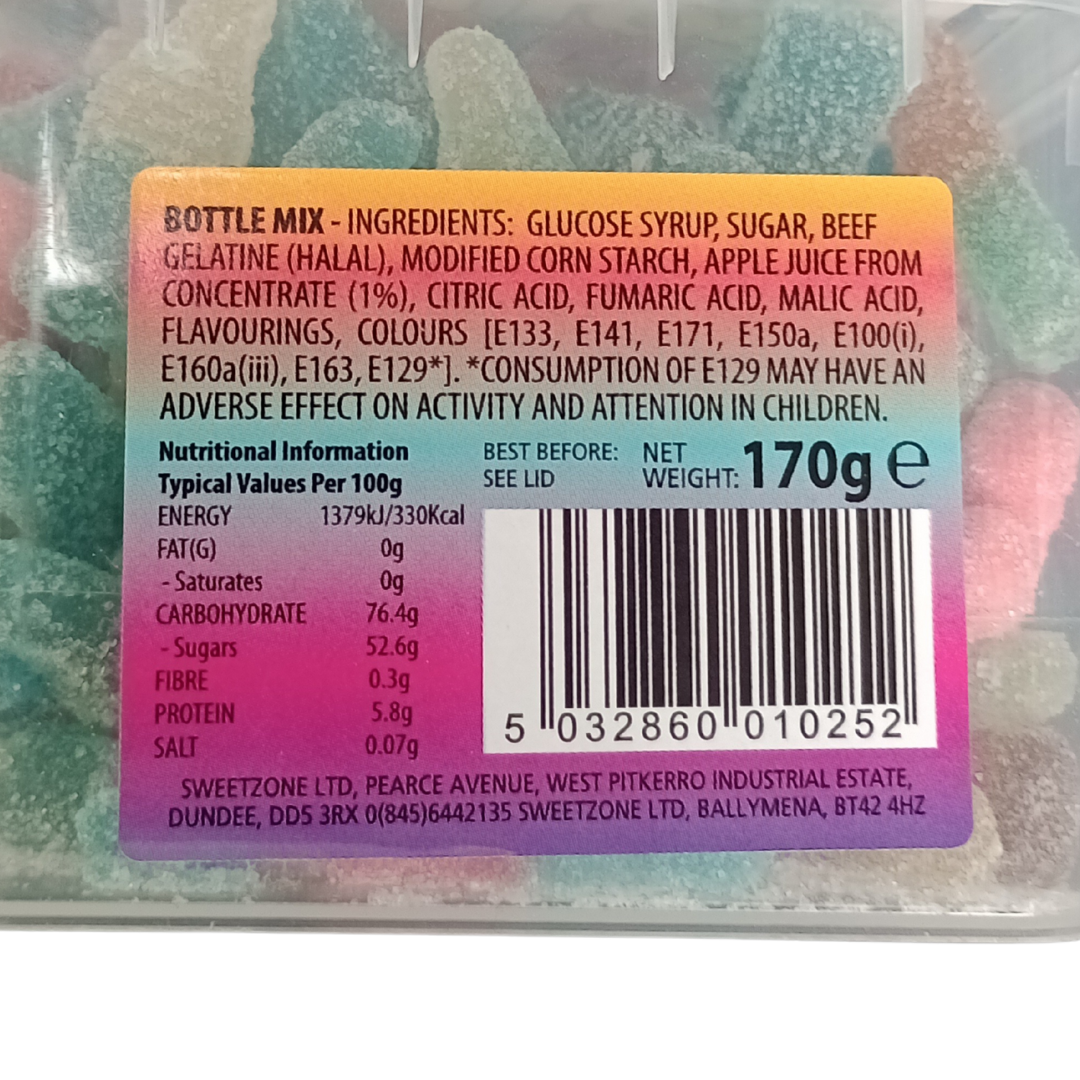 BOTTLE MIX - INGREDIENTS: GLUCOSE SYRUP, SUGAR, BEEF
GELATINE (HALAL), MODIFIED CORN STARCH, APPLE JUICE FROM
CONCENTRATE (1%), CITRIC ACID, FUMARIC ACID, MALIC ACID,
FLAVOURINGS, COLOURS [E133, E141, E171, E150a, E100(i),
E160a(iii), E163, E129*]. *CONSUMPTION OF E129 MAY HAVE AN
ADVERSE EFFECT ON ACTIVITY AND ATTENTION IN CHILDREN.
Nutritional Information
Typical Values Per 100g
ENERGY 1379kJ/330Kcal
FAT(G) 0g
- Saturates 0g
CARBOHYDRATE 76.4g
- Sugars 52.6g
FIBRE 0.3g
PROTEIN 5.8g
SALT 0.07g
BEST BEFORE:
SEE LID
NET
WEIGHT: 170g e
5 032860 010252
SWEETZONE LTD, PEARCE AVENUE, WEST PITKERRO INDUSTRIAL ESTATE,
DUNDEE, DD5 3RX 0(845)6442135 SWEETZONE LTD, BALLYMENA, BT42 4HZ